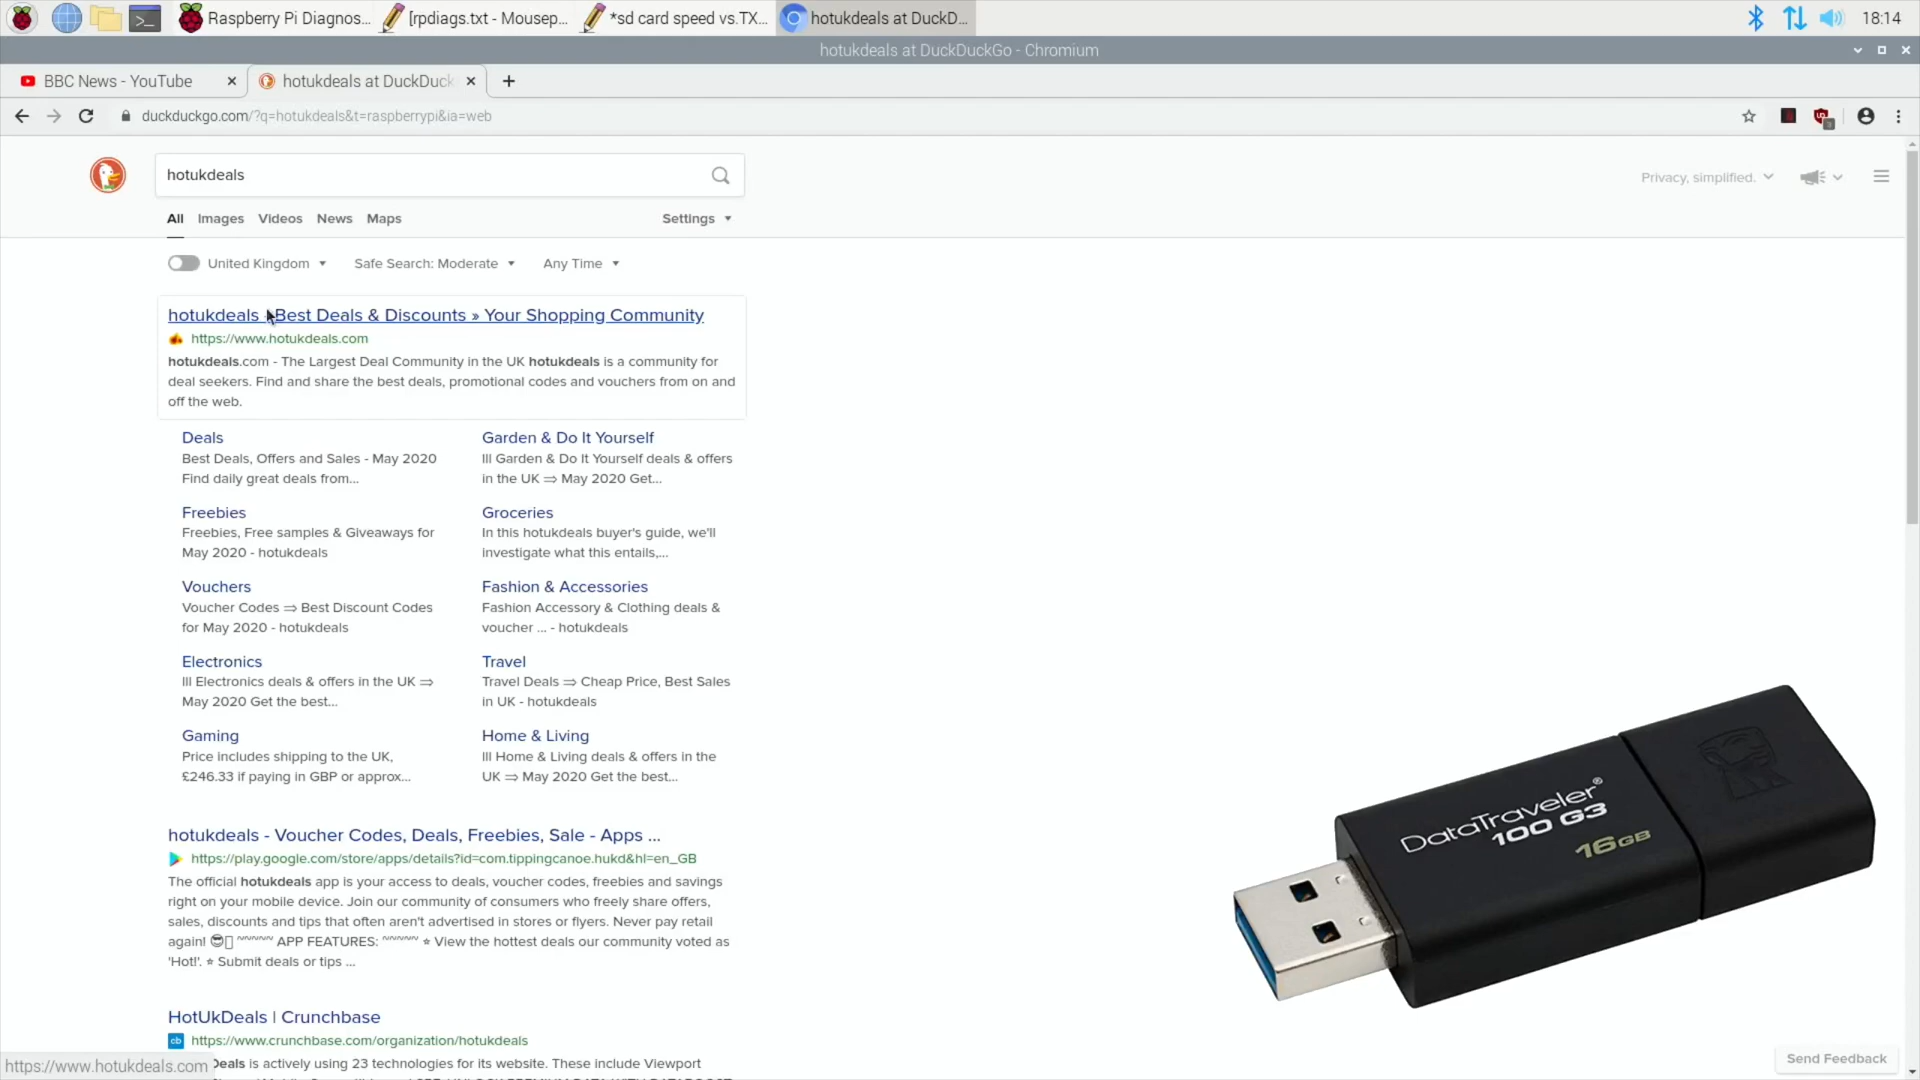 Raspberry Pi Diagnos...
[rpdiags.txt - Mousep...
*sd card speed vs.TX...
hotukdeals at DuckD...
18:14
hotukdeals at DuckDuckGo - Chromium
BBC News - YouTube
hotukdeals at DuckDuck
duckduckgo.com/?q=hotukdeals&t=raspberrypi&ia=web
hotukdeals
Privacy, simplified.
All
Images
Videos
News
Maps
Settings
United Kingdom
Safe Search: Moderate
Any Time
hotukdeals Best Deals & Discounts » Your Shopping Community
https://www.hotukdeals.com
hotukdeals.com - The Largest Deal Community in the UK hotukdeals is a community for
deal seekers. Find and share the best deals, promotional codes and vouchers from on and
off the web.
Deals
Best Deals, Offers and Sales - May 2020
Find daily great deals from...
Garden & Do It Yourself
lll Garden & Do It Yourself deals & offers
in the UK ⇒ May 2020 Get...
Freebies
Freebies, Free samples & Giveaways for
May 2020 - hotukdeals
Groceries
In this hotukdeals buyer's guide, we'll
investigate what this entails,...
Vouchers
Voucher Codes ⇒ Best Discount Codes
for May 2020 - hotukdeals
Fashion & Accessories
Fashion Accessory & Clothing deals &
voucher ... - hotukdeals
Electronics
lll Electronics deals & offers in the UK ⇒
May 2020 Get the best...
Travel
Travel Deals ⇒ Cheap Price, Best Sales
in UK - hotukdeals
Gaming
Price includes shipping to the UK,
£246.33 if paying in GBP or approx...
Home & Living
lll Home & Living deals & offers in the
UK ⇒ May 2020 Get the best...
hotukdeals - Voucher Codes, Deals, Freebies, Sale - Apps ...
https://play.google.com/store/apps/details?id=com.tippingcanoe.hukd&hl=en_GB
The official hotukdeals app is your access to deals, voucher codes, freebies and savings
right on your mobile device. Join our community of consumers who freely share offers,
sales, discounts and tips that often aren't advertised in stores or flyers. Never pay retail
again! 😎 ~~~~~ APP FEATURES: ~~~~~ ⭐ View the hottest deals our community voted as
'Hot!'. ⭐ Submit deals or tips ...
HotUkDeals | Crunchbase
cb
https://www.crunchbase.com/organization/hotukdeals
Deals is actively using 23 technologies for its website. These include Viewport
https://www.hotukdeals.com
Send Feedback
DataTraveler®
100 G3
16GB